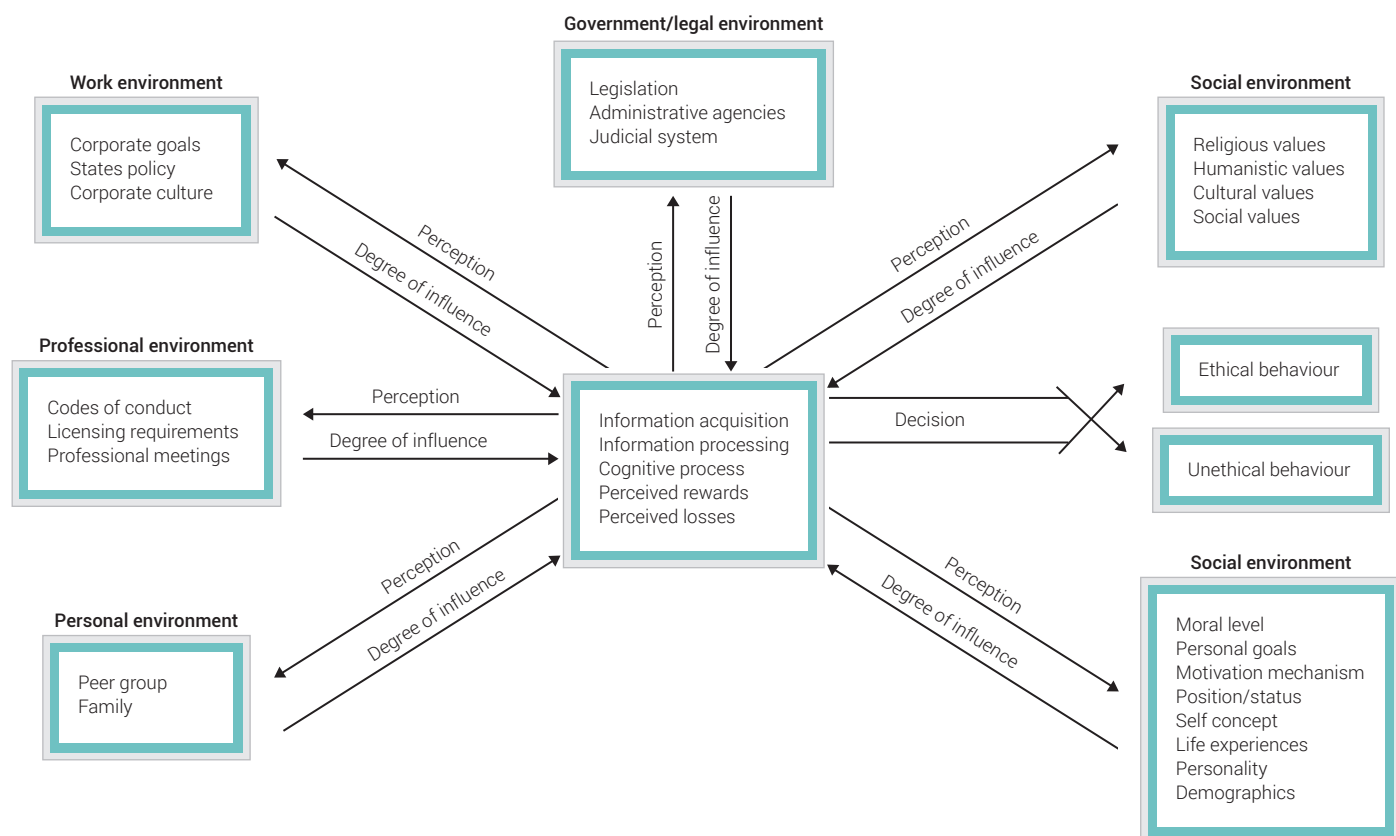 Government/legal environment
Legislation
Administrative agencies
Judicial system
Work environment
Corporate goals
States policy
Corporate culture
Social environment
Religious values
Humanistic values
Cultural values
Social values
Perception
Degree of influence
Perception
Degree of influence
Perception
Degree of influence
Professional environment
Codes of conduct
Licensing requirements
Professional meetings
Perception
Degree of influence
Information acquisition
Information processing
Cognitive process
Perceived rewards
Perceived losses
Decision
Ethical behaviour
Unethical behaviour
Personal environment
Peer group
Family
Perception
Degree of influence
Perception
Degree of influence
Social environment
Moral level
Personal goals
Motivation mechanism
Position/status
Self concept
Life experiences
Personality
Demographics